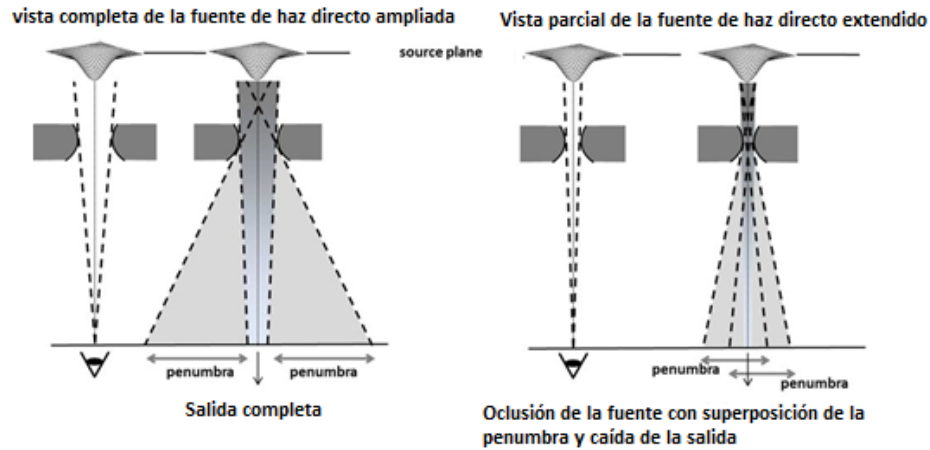 vista completa de la fuente de haz directo ampliada
Vista parcial de la fuente de haz directo extendido
source plane
penumbra
penumbra
penumbra
penumbra
Salida completa
Oclusión de la fuente con superposición de la
penumbra y caída de la salida